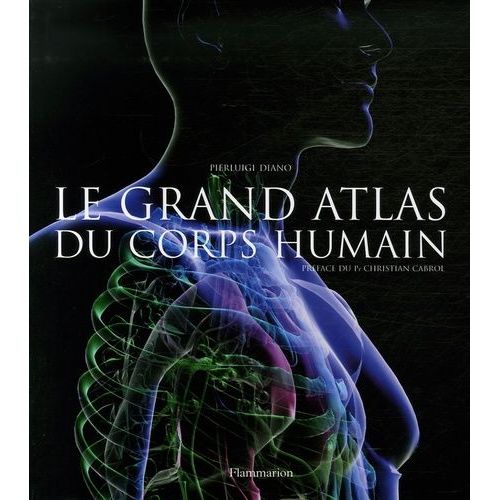 PIERLUIGI DIANO
LE GRAND ATLAS
DU CORPS HUMAIN
PRÉFACE DU Pr CHRISTIAN CABROL
Flammarion